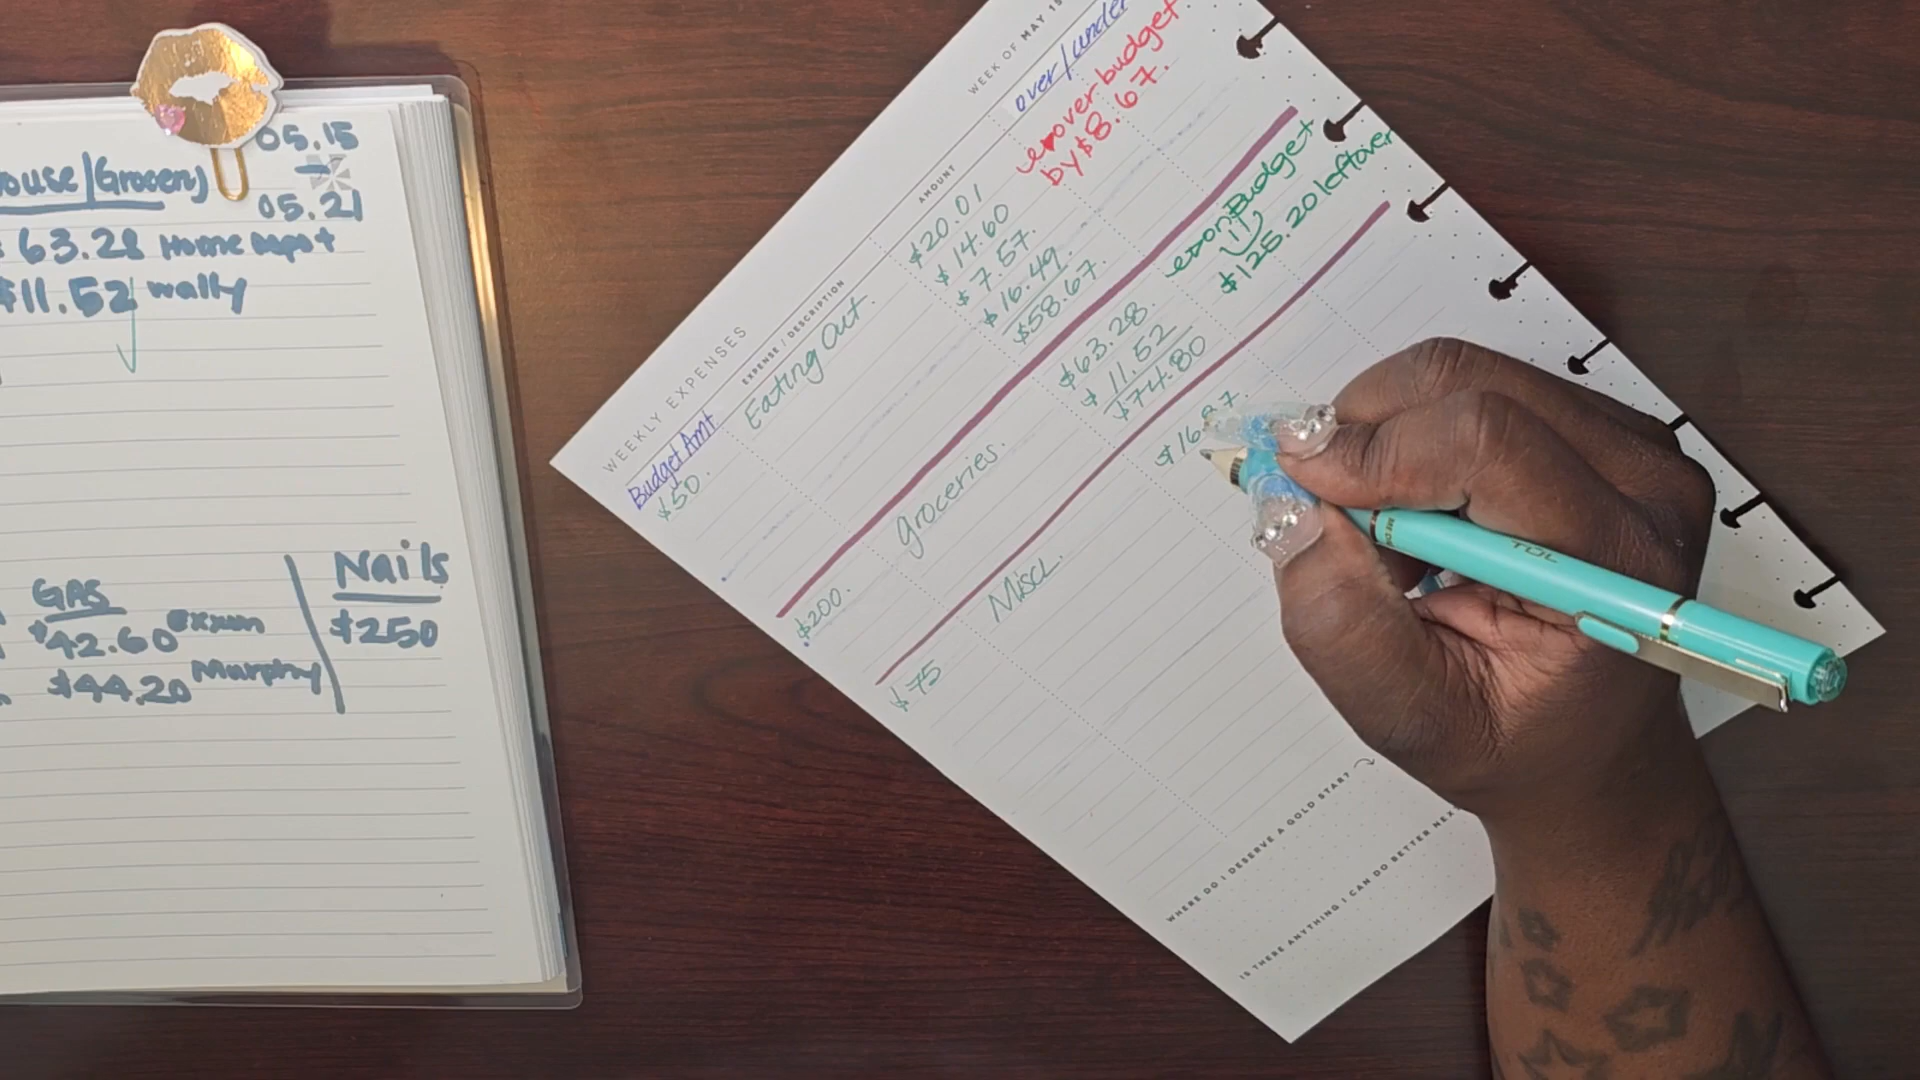 05.15
-
05.21
ouse/Grocery
63.28 Home Depot
$11.52 wally
GAS
$42.60 exxon
$44.20 Murphy
Nails
$250
WEEKLY EXPENSES
WEEK OF MAY 15
Budget Amt
EXPENSE / DESCRIPTION
AMOUNT
over/under
$50.
Eating Out.
$20.01
$14.60
$7.57.
$16.49.
$58.67.
over budget
by $8.67.
$200.
groceries.
$63.28.
$11.52
$74.80
on Budget
$125.20 leftover
$75
Miscl.
WHERE DO I DESERVE A GOLD STAR?
IS THERE ANYTHING I CAN DO BETTER NEX
TUL